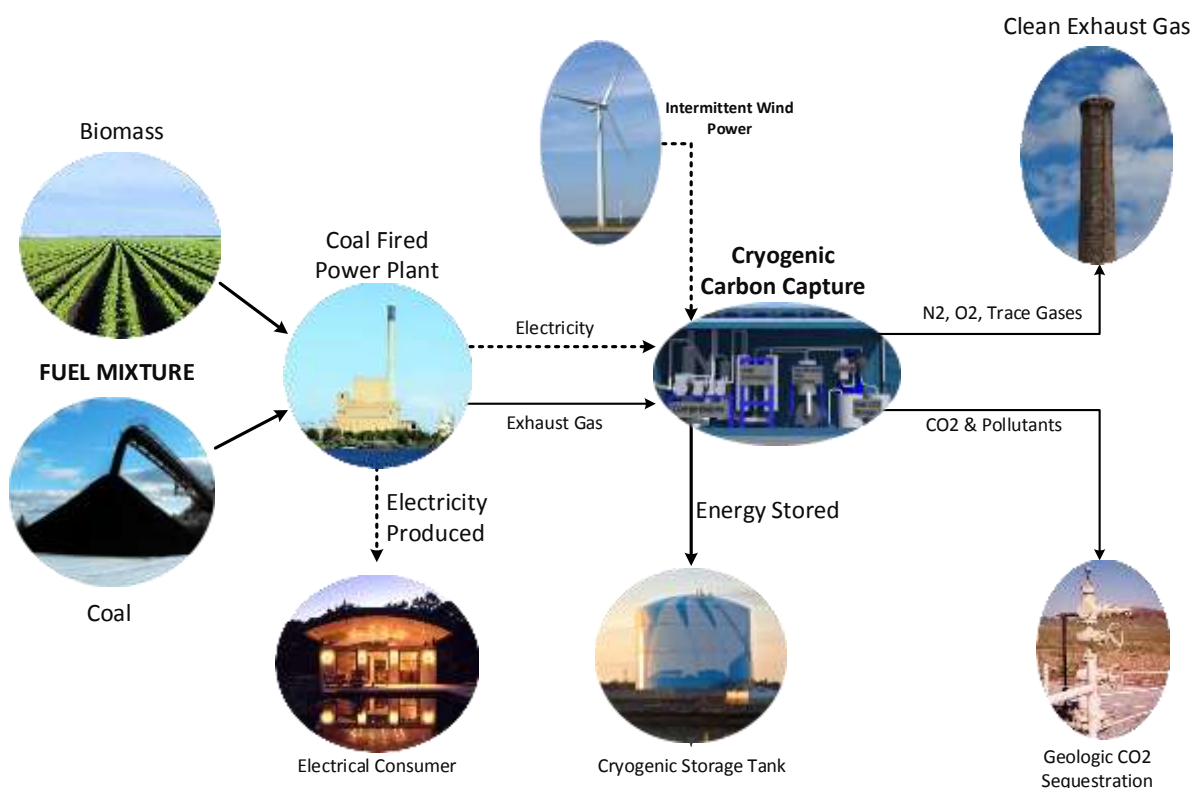 Clean Exhaust Gas
Intermittent Wind
Power
Biomass
Coal Fired
Power Plant
Cryogenic
Carbon Capture
N2, O2, Trace Gases
Electricity
FUEL MIXTURE
Exhaust Gas
CO2 & Pollutants
Electricity
Produced
Energy Stored
Coal
Electrical Consumer
Cryogenic Storage Tank
Geologic CO2
Sequestration